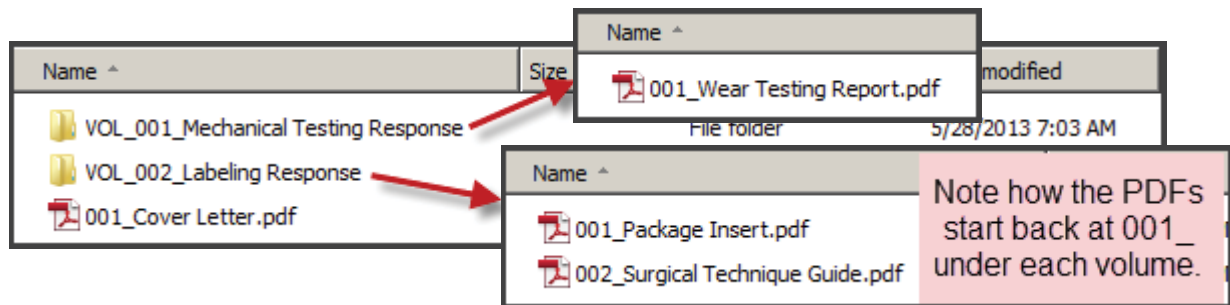 Name
Size
modified
VOL_001_Mechanical Testing Response
File folder
5/28/2013 7:03 AM
VOL_002_Labeling Response
001_Cover Letter.pdf
Name
001_Wear Testing Report.pdf
Name
001_Package Insert.pdf
002_Surgical Technique Guide.pdf
Note how the PDFs
start back at 001_
under each volume.